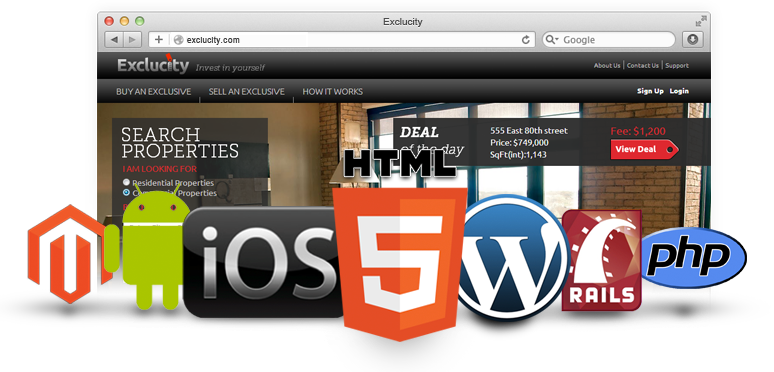 Exclucity
exclucity.com
Google
Exclucity Invest in yourself
About Us | Contact Us | Support
BUY AN EXCLUSIVE SELL AN EXCLUSIVE HOW IT WORKS
Sign Up Login
SEARCH
PROPERTIES
I AM LOOKING FOR
Residential Properties
Commercial Properties
DEAL
of the day
555 East 80th street
Price: $749,000
SqFt(int):1,143
Fee: $1,200
View Deal
iOS
HTML
5
W
RAILS
php